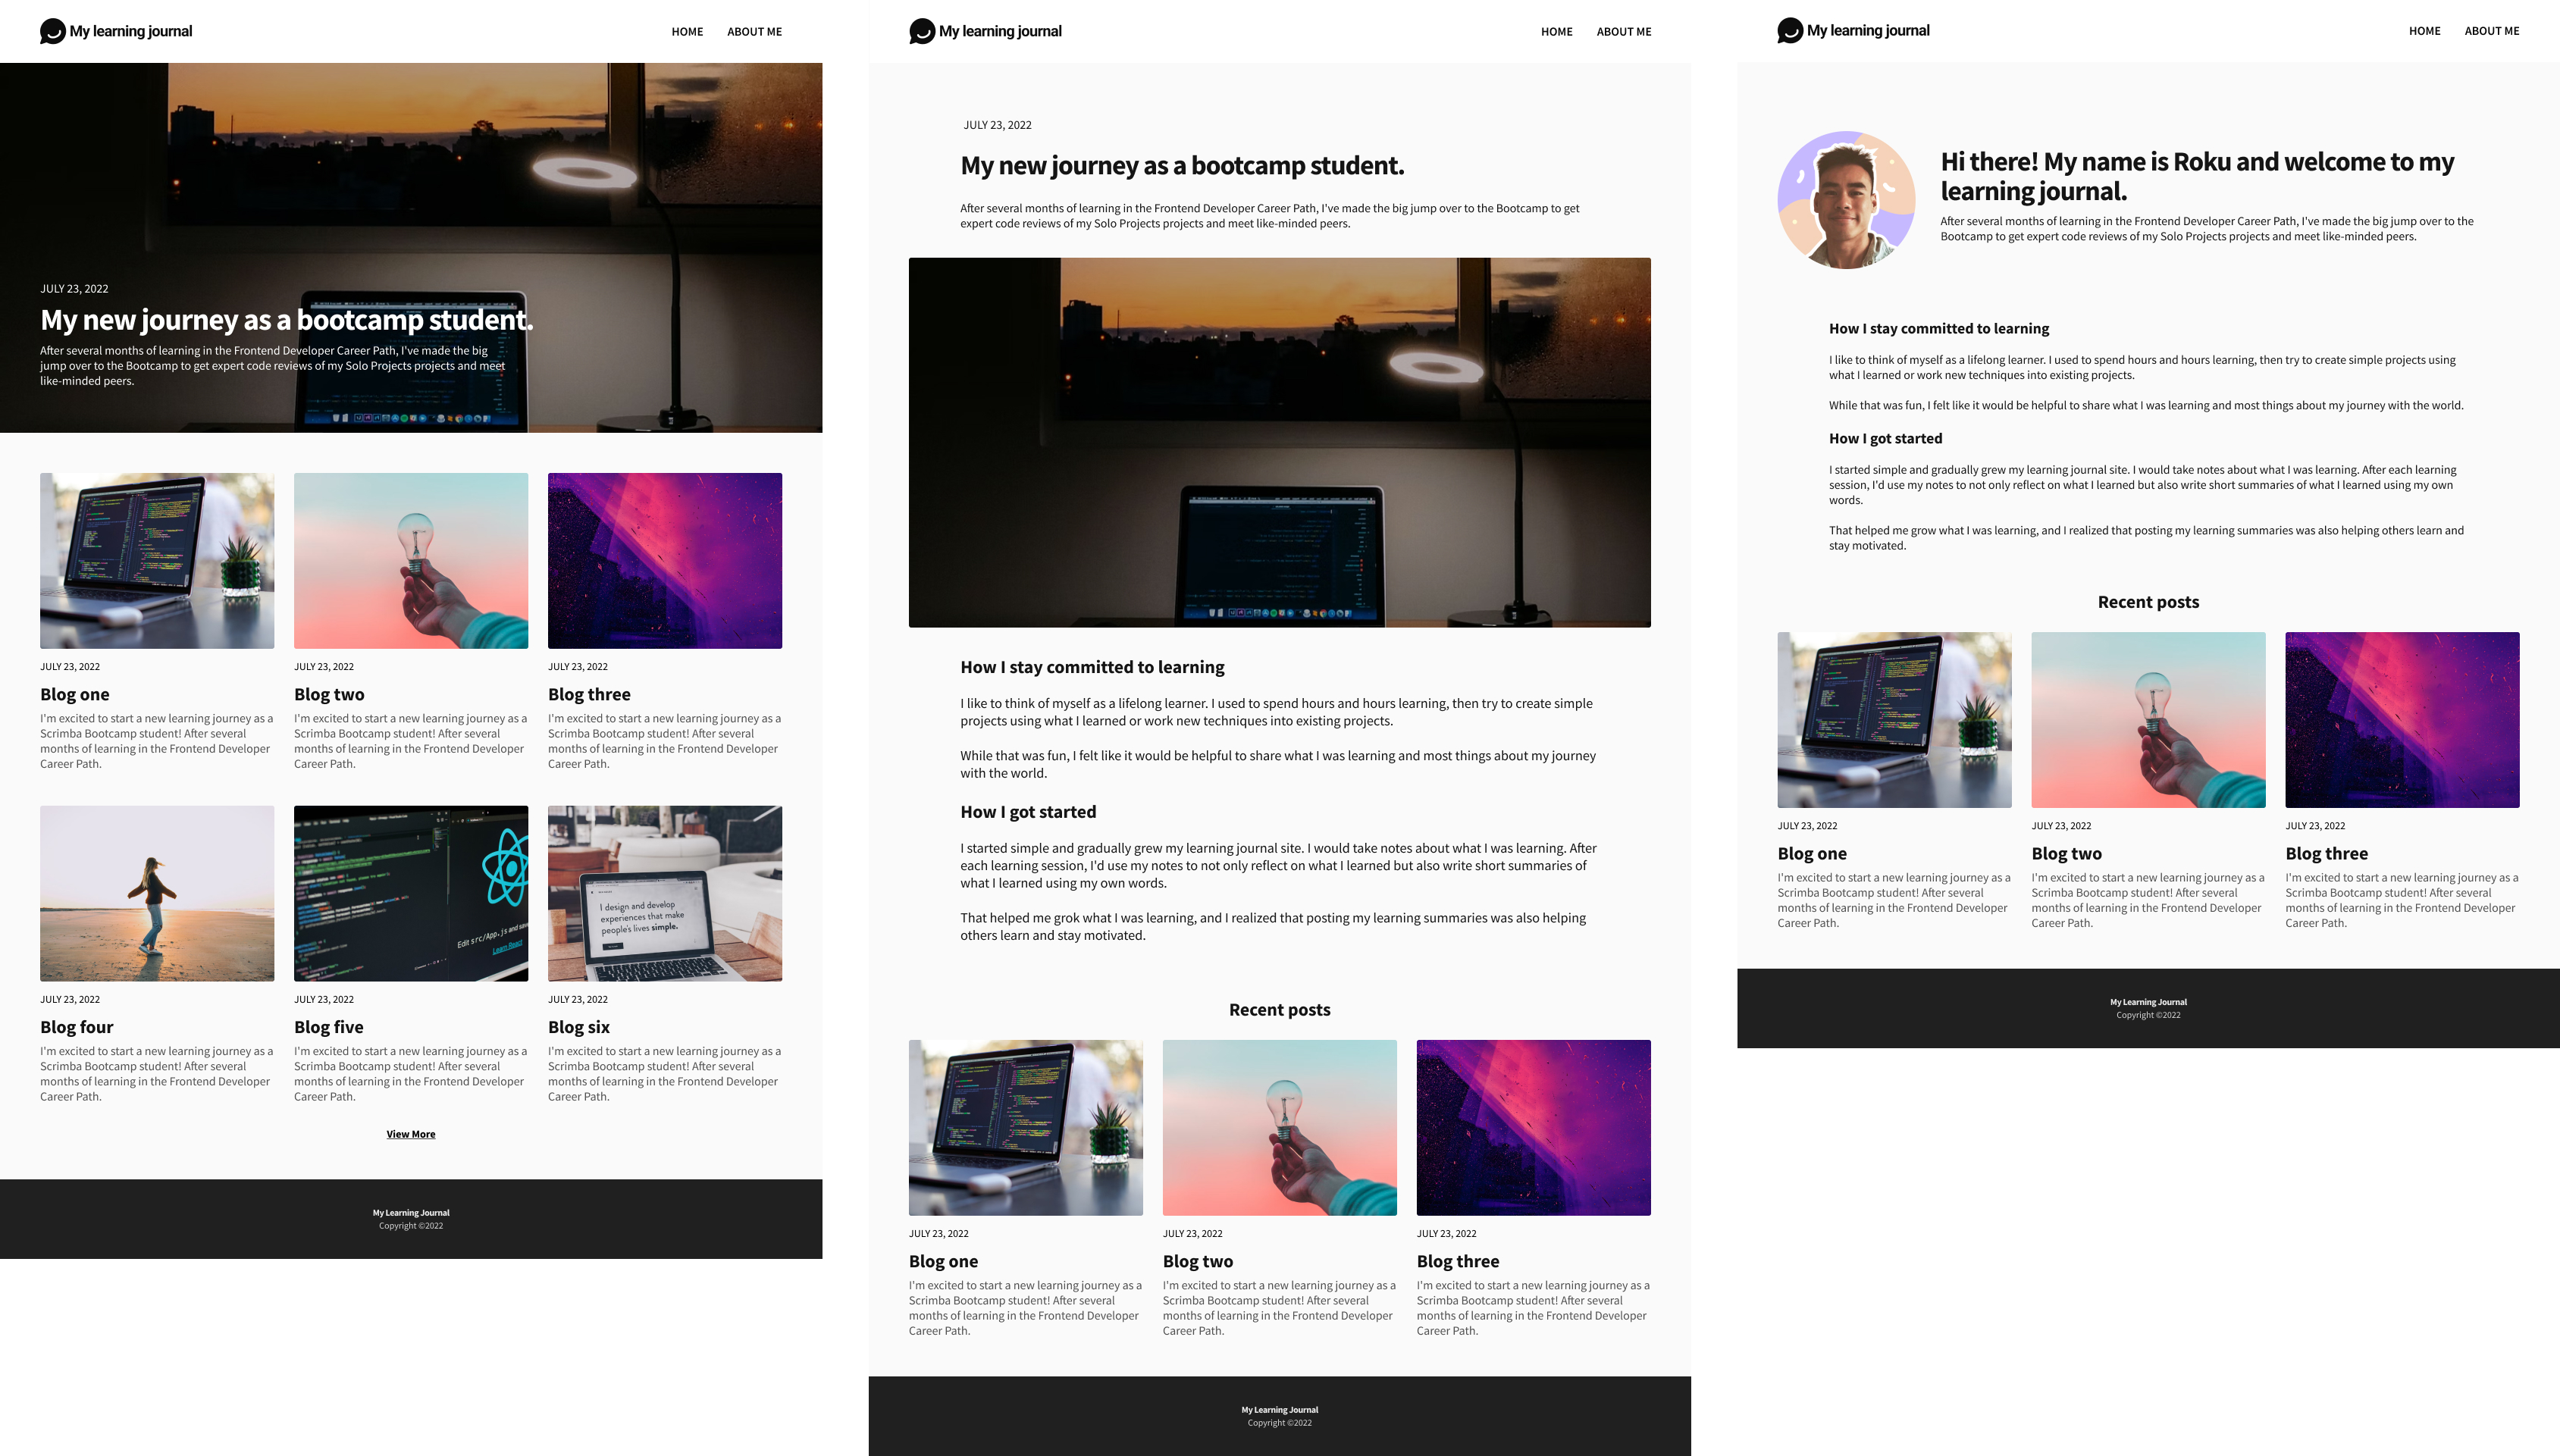 My learning journal
HOME
ABOUT ME
JULY 23, 2022
My new journey as a bootcamp student.
After several months of learning in the Frontend Developer Career Path, I've made the big
jump over to the Bootcamp to get expert code reviews of my Solo Projects projects and meet
like-minded peers.
JULY 23, 2022
Blog one
I'm excited to start a new learning journey as a
Scrimba Bootcamp student! After several
months of learning in the Frontend Developer
Career Path.
JULY 23, 2022
Blog two
I'm excited to start a new learning journey as a
Scrimba Bootcamp student! After several
months of learning in the Frontend Developer
Career Path.
JULY 23, 2022
Blog three
I'm excited to start a new learning journey as a
Scrimba Bootcamp student! After several
months of learning in the Frontend Developer
Career Path.
JULY 23, 2022
Blog four
I'm excited to start a new learning journey as a
Scrimba Bootcamp student! After several
months of learning in the Frontend Developer
Career Path.
Edit src/App.js and
Learn React
JULY 23, 2022
Blog five
I'm excited to start a new learning journey as a
Scrimba Bootcamp student! After several
months of learning in the Frontend Developer
Career Path.
I design and develop
experiences that make
people's lives simple.
JULY 23, 2022
Blog six
I'm excited to start a new learning journey as a
Scrimba Bootcamp student! After several
months of learning in the Frontend Developer
Career Path.
View More
My Learning Journal
Copyright ©2022
My learning journal
HOME
ABOUT ME
JULY 23, 2022
My new journey as a bootcamp student.
After several months of learning in the Frontend Developer Career Path, I've made the big jump over to the Bootcamp to get
expert code reviews of my Solo Projects projects and meet like-minded peers.
How I stay committed to learning
I like to think of myself as a lifelong learner. I used to spend hours and hours learning, then try to create simple
projects using what I learned or work new techniques into existing projects.
While that was fun, I felt like it would be helpful to share what I was learning and most things about my journey
with the world.
How I got started
I started simple and gradually grew my learning journal site. I would take notes about what I was learning. After
each learning session, I'd use my notes to not only reflect on what I learned but also write short summaries of
what I learned using my own words.
That helped me grok what I was learning, and I realized that posting my learning summaries was also helping
others learn and stay motivated.
Recent posts
JULY 23, 2022
Blog one
I'm excited to start a new learning journey as a
Scrimba Bootcamp student! After several
months of learning in the Frontend Developer
Career Path.
JULY 23, 2022
Blog two
I'm excited to start a new learning journey as a
Scrimba Bootcamp student! After several
months of learning in the Frontend Developer
Career Path.
JULY 23, 2022
Blog three
I'm excited to start a new learning journey as a
Scrimba Bootcamp student! After several
months of learning in the Frontend Developer
Career Path.
My Learning Journal
Copyright ©2022
My learning journal
HOME
ABOUT ME
Hi there! My name is Roku and welcome to my
learning journal.
After several months of learning in the Frontend Developer Career Path, I've made the big jump over to the
Bootcamp to get expert code reviews of my Solo Projects projects and meet like-minded peers.
How I stay committed to learning
I like to think of myself as a lifelong learner. I used to spend hours and hours learning, then try to create simple projects using
what I learned or work new techniques into existing projects.
While that was fun, I felt like it would be helpful to share what I was learning and most things about my journey with the world.
How I got started
I started simple and gradually grew my learning journal site. I would take notes about what I was learning. After each learning
session, I'd use my notes to not only reflect on what I learned but also write short summaries of what I learned using my own
words.
That helped me grow what I was learning, and I realized that posting my learning summaries was also helping others learn and
stay motivated.
Recent posts
JULY 23, 2022
Blog one
I'm excited to start a new learning journey as a
Scrimba Bootcamp student! After several
months of learning in the Frontend Developer
Career Path.
JULY 23, 2022
Blog two
I'm excited to start a new learning journey as a
Scrimba Bootcamp student! After several
months of learning in the Frontend Developer
Career Path.
JULY 23, 2022
Blog three
I'm excited to start a new learning journey as a
Scrimba Bootcamp student! After several
months of learning in the Frontend Developer
Career Path.
My Learning Journal
Copyright ©2022